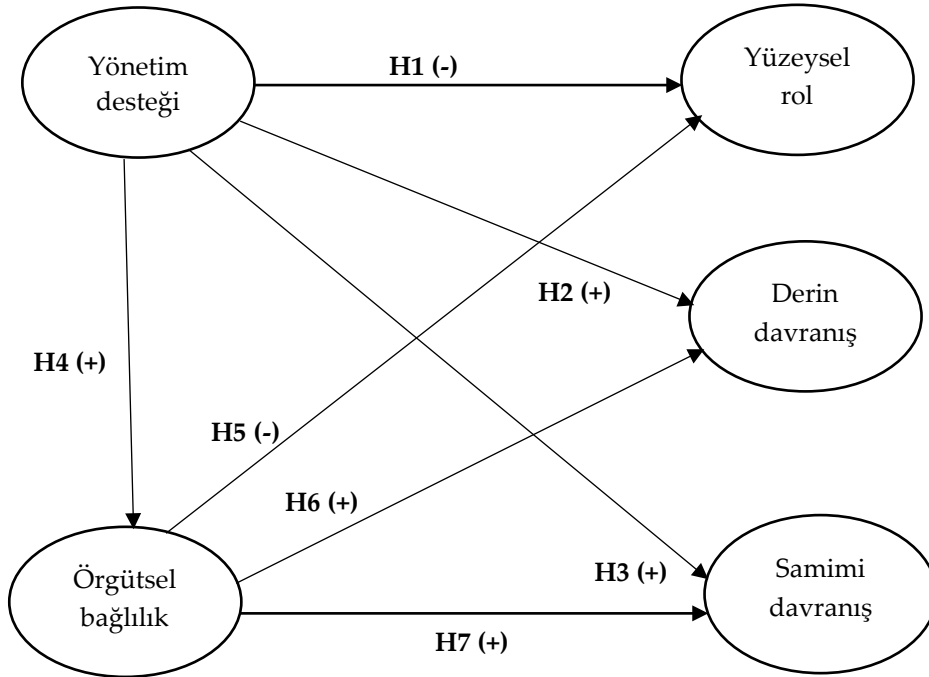 Yönetim
desteği
H1 (-)
Yüzeysel
rol
H2 (+)
Derin
davranış
H4 (+)
H5 (-)
H6 (+)
H3 (+)
Örgütsel
bağlılık
H7 (+)
Samimi
davranış